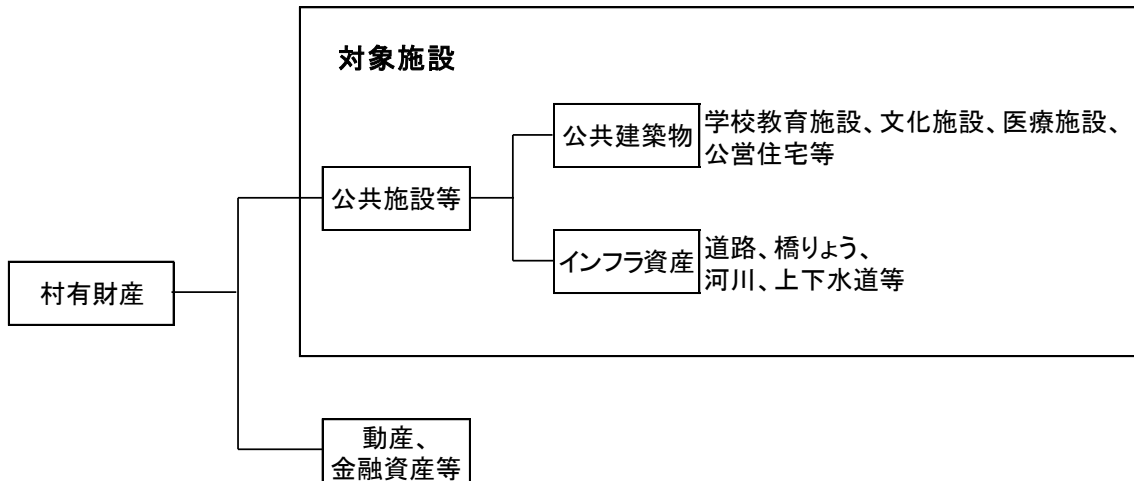 対象施設
公共建築物
学校教育施設、文化施設、医療施設、
公営住宅等
公共施設等
インフラ資産
道路、橋りょう、
河川、上下水道等
村有財産
動産、
金融資産等